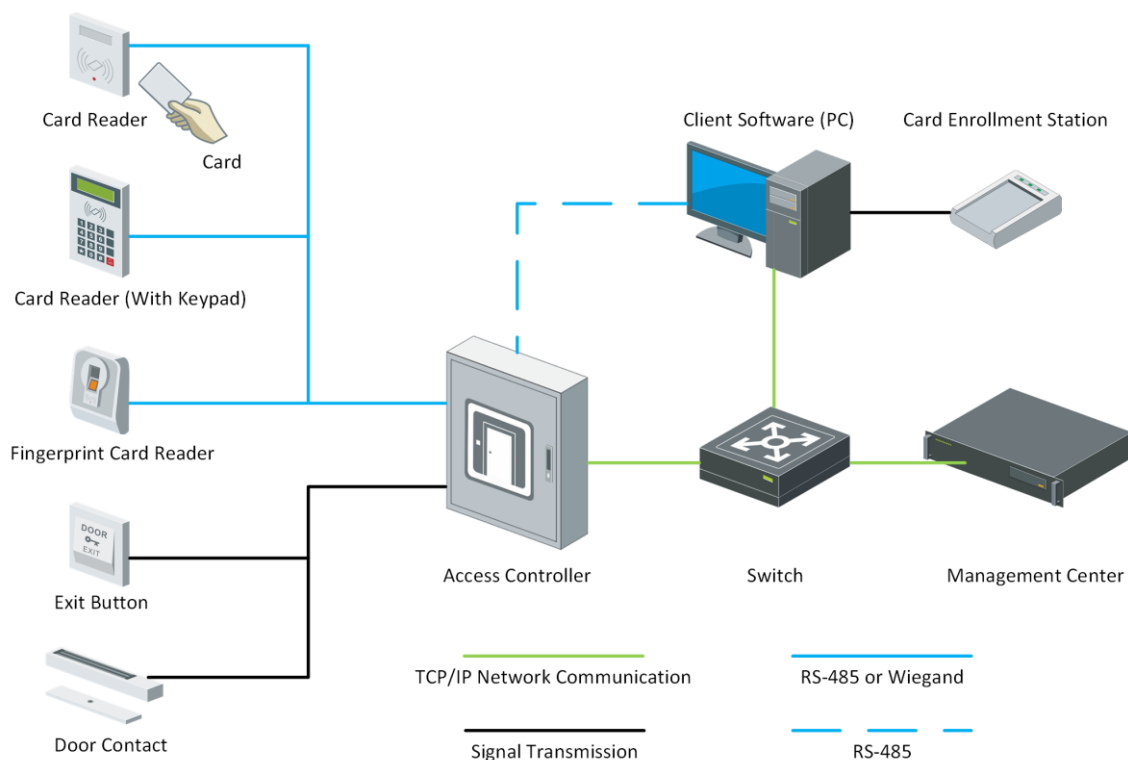 Card Reader
Card
Client Software (PC)
Card Enrollment Station
Card Reader (With Keypad)
Fingerprint Card Reader
DOOR
EXIT
Exit Button
Access Controller
Switch
Management Center
Door Contact
TCP/IP Network Communication
RS-485 or Wiegand
Signal Transmission
RS-485